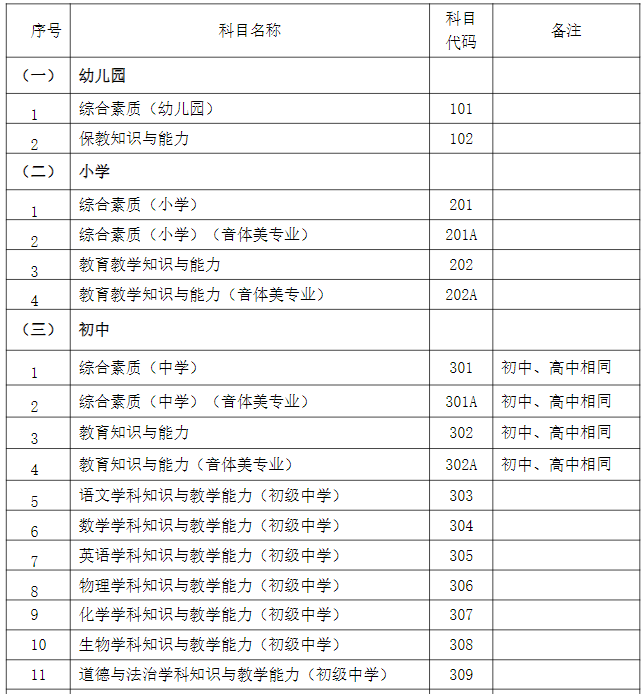 序号 科目名称 科目代码 备注
（一） 幼儿园
1 综合素质（幼儿园） 101
2 保教知识与能力 102
（二） 小学
1 综合素质（小学） 201
2 综合素质（小学）（音体美专业） 201A
3 教育教学知识与能力 202
4 教育教学知识与能力（音体美专业） 202A
（三） 初中
1 综合素质（中学） 301 初中、高中相同
2 综合素质（中学）（音体美专业） 301A 初中、高中相同
3 教育知识与能力 302 初中、高中相同
4 教育知识与能力（音体美专业） 302A 初中、高中相同
5 语文学科知识与教学能力（初级中学） 303
6 数学学科知识与教学能力（初级中学） 304
7 英语学科知识与教学能力（初级中学） 305
8 物理学科知识与教学能力（初级中学） 306
9 化学学科知识与教学能力（初级中学） 307
10 生物学科知识与教学能力（初级中学） 308
11 道德与法治学科知识与教学能力（初级中学） 309